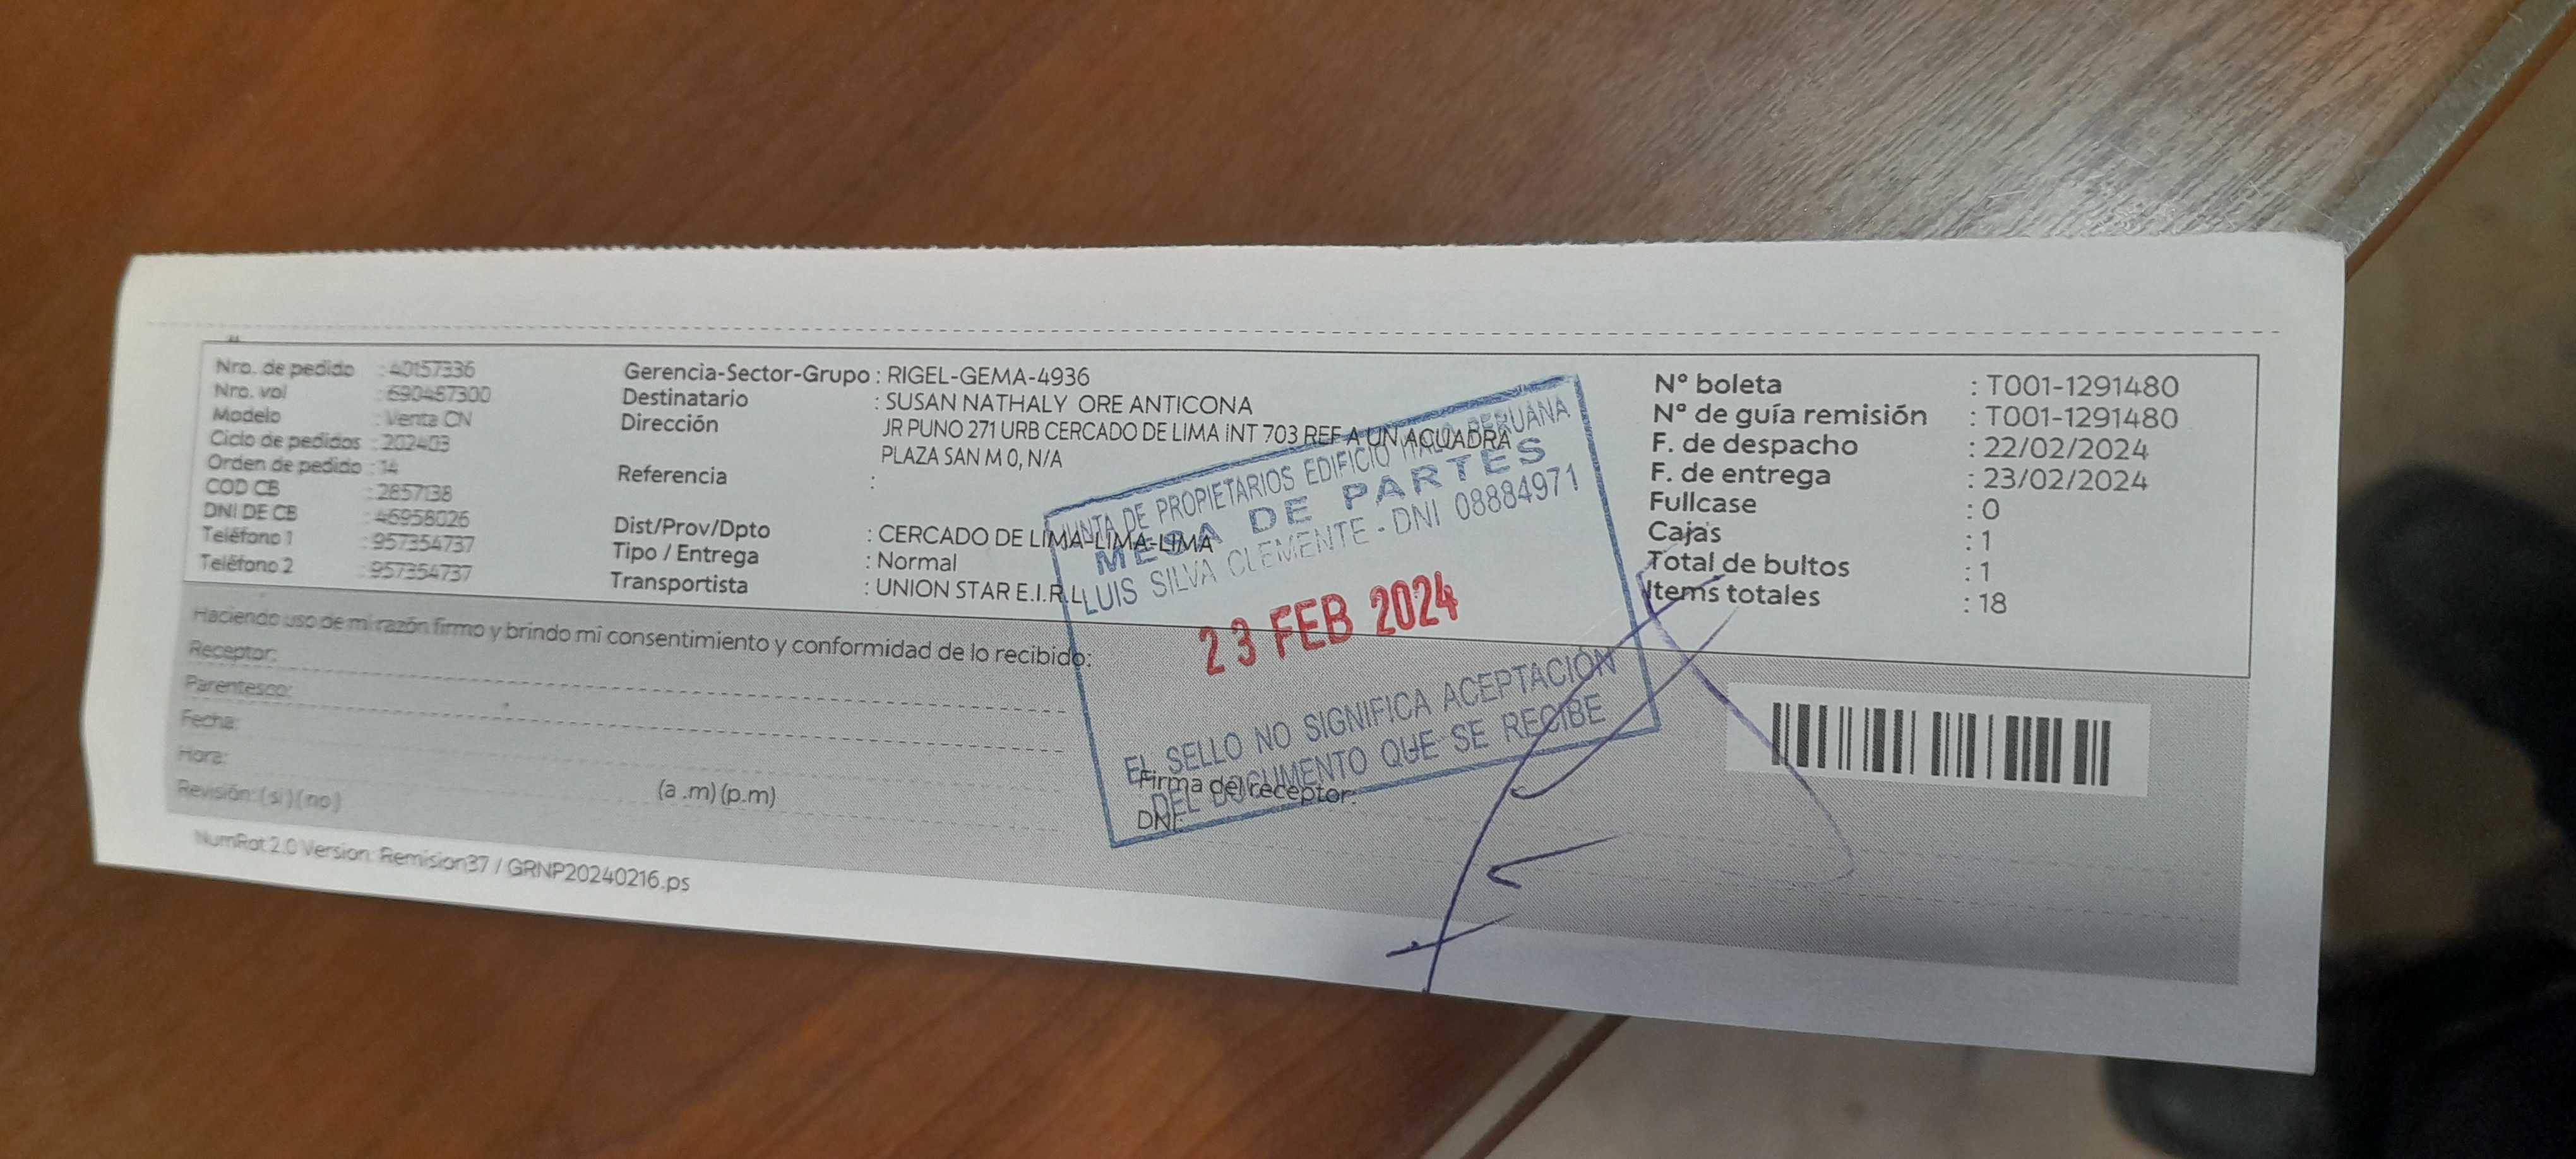 Nro. de pedido : 40157336
Nro. vol : 690457300
Modelo : Venta CN
Ciclo de pedidos : 202403
Orden de pedido : 14
COD CB : 2857138
DNI DE CB : 46958026
Teléfono 1 : 957354737
Teléfono 2 : 957354737
Gerencia-Sector-Grupo : RIGEL-GEMA-4936
Destinatario : SUSAN NATHALY ORE ANTICONA
Dirección JR PUNO 271 URB CERCADO DE LIMA INT 703 REF A UN ACUADRA
PLAZA SAN M 0, N/A
Referencia :
Dist/Prov/Dpto : CERCADO DE LIMA-LIMA-LIMA
Tipo / Entrega : Normal
Transportista : UNION STAR E.I.R.L
N° boleta : T001-1291480
N° de guía remisión : T001-1291480
F. de despacho : 22/02/2024
F. de entrega : 23/02/2024
Fullcase : 0
Cajas : 1
Total de bultos : 1
Items totales : 18
JUNTA DE PROPIETARIOS EDIFICIO ITALO PERUANA
MESA DE PARTES
LUIS SILVA CLEMENTE - DNI 08884971
23 FEB 2024
EL SELLO NO SIGNIFICA ACEPTACIÓN
DEL DOCUMENTO QUE SE RECIBE
Haciendo uso de mi razón firmo y brindo mi consentimiento y conformidad de lo recibido:
Receptor:
Parentesco:
Fecha:
Hora: (a .m) (p.m)
Revisión: (si) (no)
Firma del receptor:
DNI:
NumRot 2.0 Version: Remision37 / GRNP20240216.ps